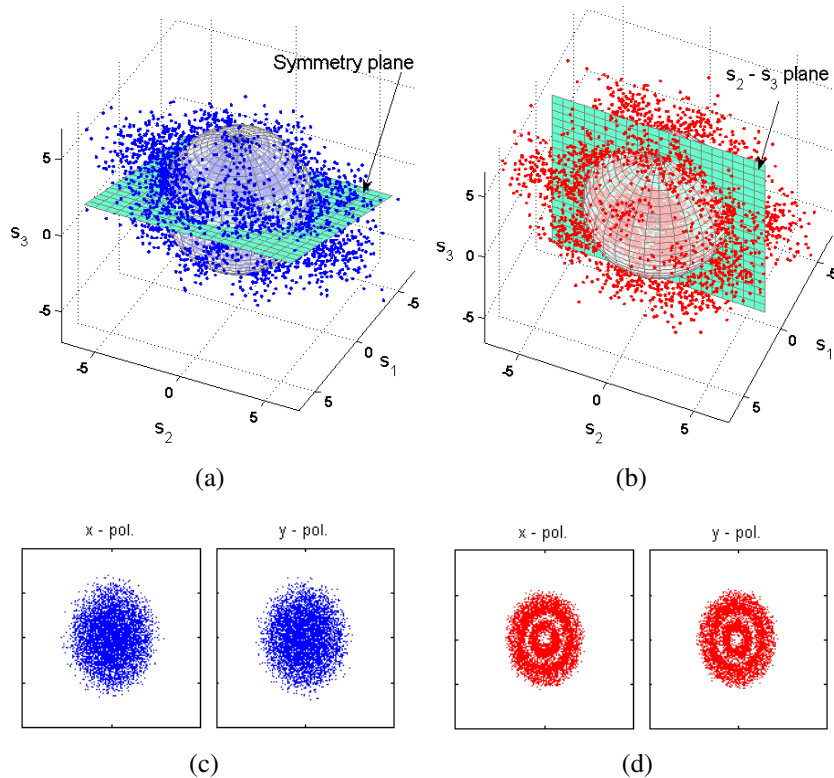 Symmetry plane
5
0
-5
s3
-5
0
5
s2
-5
0
5
s1
(a)
s2 - s3 plane
5
0
-5
s3
-5
0
5
s2
-5
0
5
s1
(b)
x - pol.
y - pol.
(c)
x - pol.
y - pol.
(d)